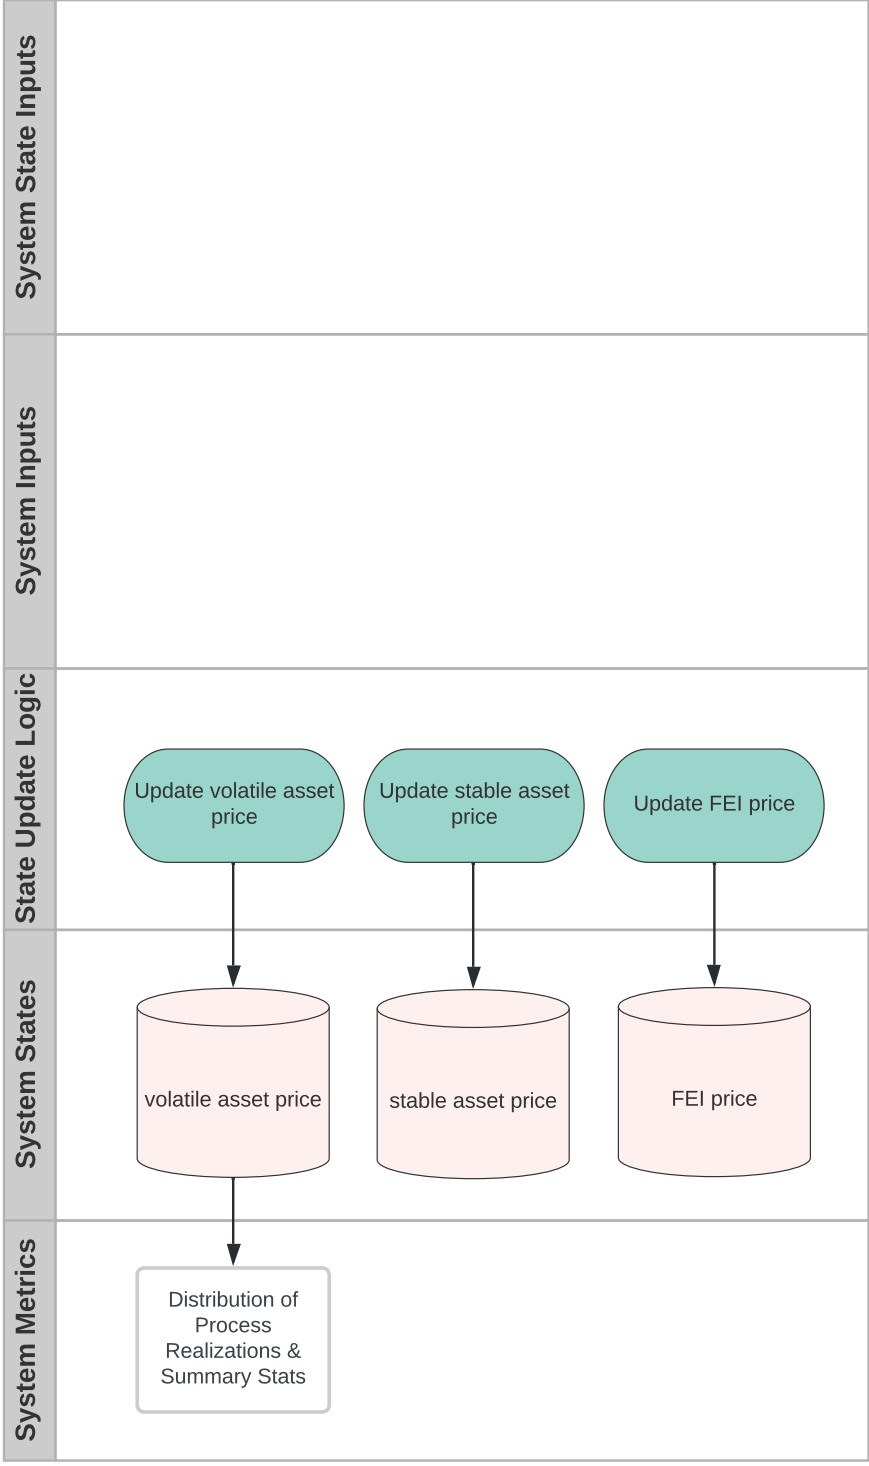 System State Inputs
System Inputs
State Update Logic
Update volatile asset
price
Update stable asset
price
Update FEI price
System States
volatile asset price
stable asset price
FEI price
System Metrics
Distribution of
Process
Realizations &
Summary Stats